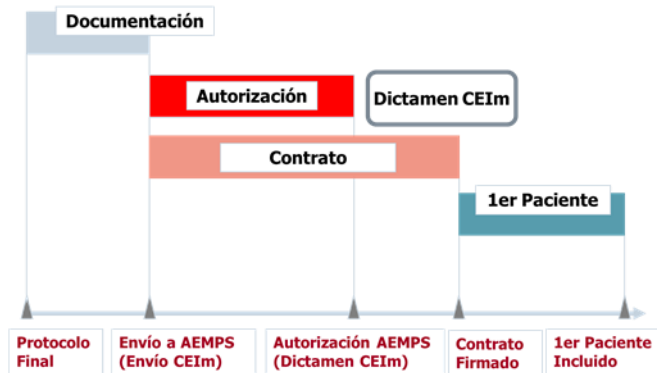 Documentación
Autorización
Dictamen CEIm
Contrato
1er Paciente
Protocolo
Final
Envío a AEMPS
(Envío CEIm)
Autorización AEMPS
(Dictamen CEIm)
Contrato
Firmado
1er Paciente
Incluido